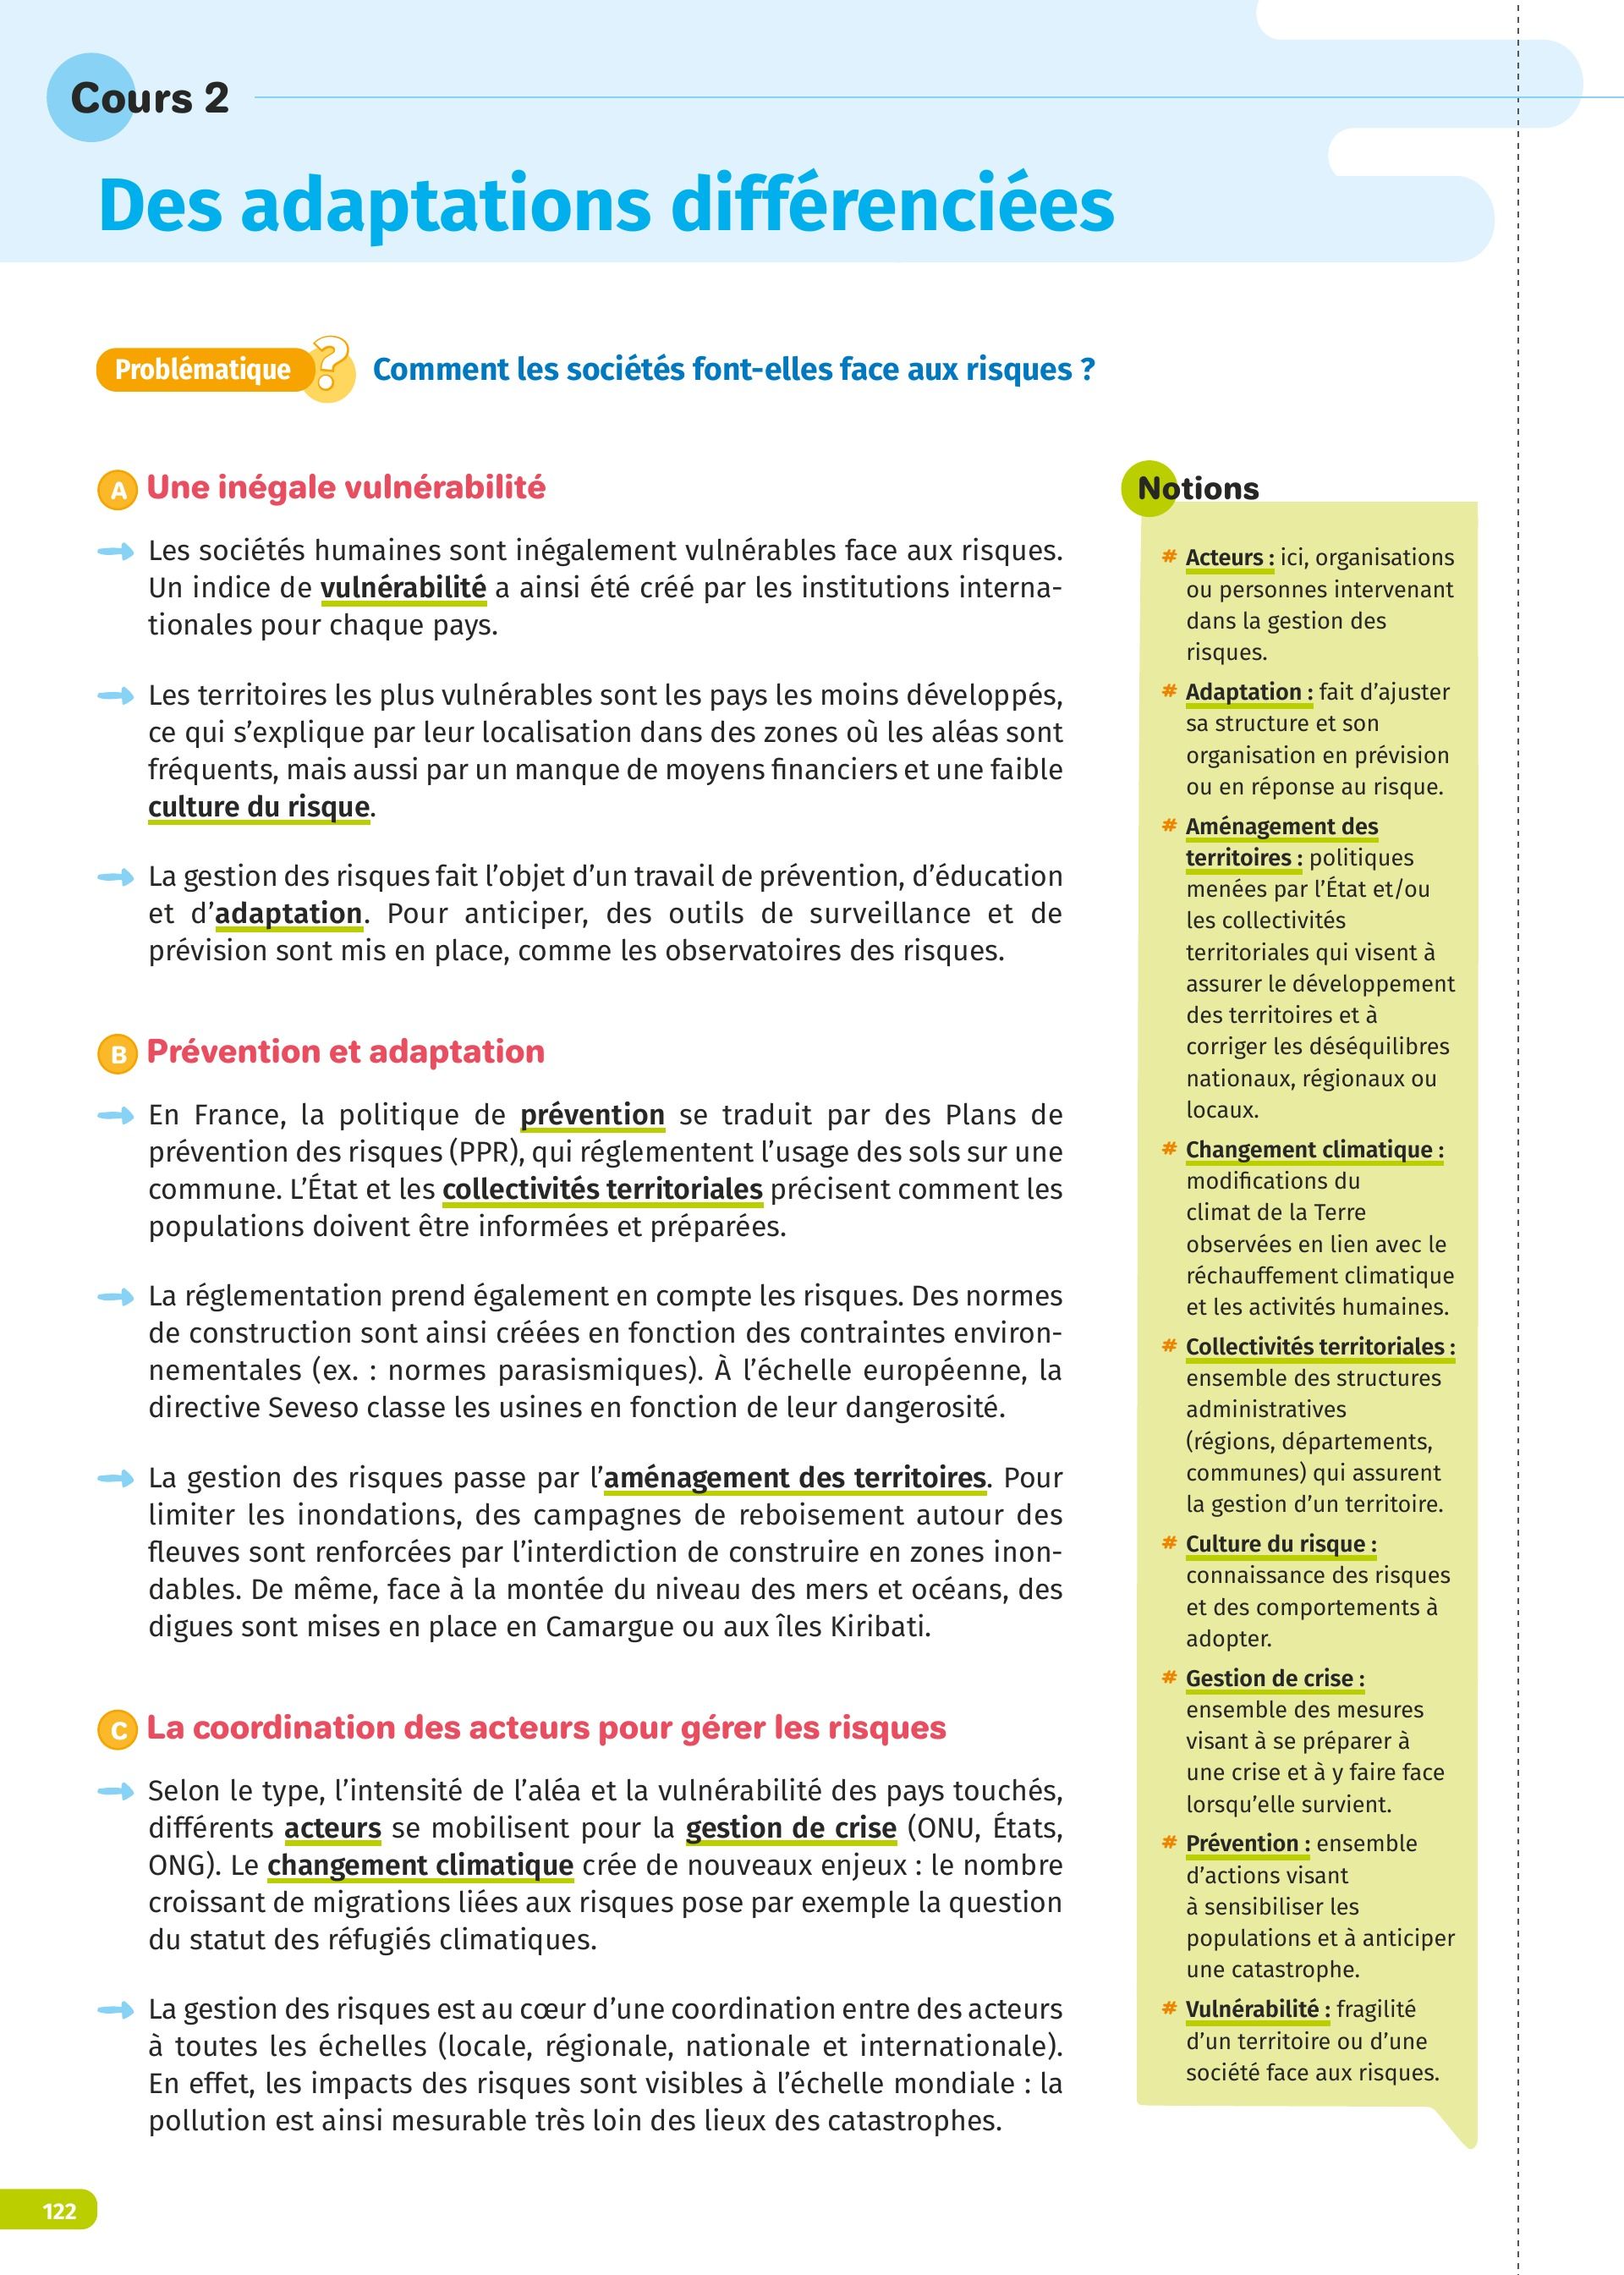 Cours 2
Des adaptations différenciées
Problématique ?
Comment les sociétés font-elles face aux risques ?
A Une inégale vulnérabilité
Les sociétés humaines sont inégalement vulnérables face aux risques.
Un indice de vulnérabilité a ainsi été créé par les institutions interna-
tionales pour chaque pays.
Les territoires les plus vulnérables sont les pays les moins développés,
ce qui s’explique par leur localisation dans des zones où les aléas sont
fréquents, mais aussi par un manque de moyens financiers et une faible
culture du risque.
La gestion des risques fait l’objet d’un travail de prévention, d’éducation
et d’adaptation. Pour anticiper, des outils de surveillance et de
prévision sont mis en place, comme les observatoires des risques.
B Prévention et adaptation
En France, la politique de prévention se traduit par des Plans de
prévention des risques (PPR), qui réglementent l’usage des sols sur une
commune. L’État et les collectivités territoriales précisent comment les
populations doivent être informées et préparées.
La réglementation prend également en compte les risques. Des normes
de construction sont ainsi créées en fonction des contraintes environ-
nementales (ex. : normes parasismiques). À l’échelle européenne, la
directive Seveso classe les usines en fonction de leur dangerosité.
La gestion des risques passe par l’aménagement des territoires. Pour
limiter les inondations, des campagnes de reboisement autour des
fleuves sont renforcées par l’interdiction de construire en zones inon-
dables. De même, face à la montée du niveau des mers et océans, des
digues sont mises en place en Camargue ou aux îles Kiribati.
C La coordination des acteurs pour gérer les risques
Selon le type, l’intensité de l’aléa et la vulnérabilité des pays touchés,
différents acteurs se mobilisent pour la gestion de crise (ONU, États,
ONG). Le changement climatique crée de nouveaux enjeux : le nombre
croissant de migrations liées aux risques pose par exemple la question
du statut des réfugiés climatiques.
La gestion des risques est au cœur d’une coordination entre des acteurs
à toutes les échelles (locale, régionale, nationale et internationale).
En effet, les impacts des risques sont visibles à l’échelle mondiale : la
pollution est ainsi mesurable très loin des lieux des catastrophes.
Notions
# Acteurs : ici, organisations
ou personnes intervenant
dans la gestion des
risques.
# Adaptation : fait d’ajuster
sa structure et son
organisation en prévision
ou en réponse au risque.
# Aménagement des
territoires : politiques
menées par l’État et/ou
les collectivités
territoriales qui visent à
assurer le développement
des territoires et à
corriger les déséquilibres
nationaux, régionaux ou
locaux.
# Changement climatique :
modifications du
climat de la Terre
observées en lien avec le
réchauffement climatique
et les activités humaines.
# Collectivités territoriales :
ensemble des structures
administratives
(régions, départements,
communes) qui assurent
la gestion d’un territoire.
# Culture du risque :
connaissance des risques
et des comportements à
adopter.
# Gestion de crise :
ensemble des mesures
visant à se préparer à
une crise et à y faire face
lorsqu’elle survient.
# Prévention : ensemble
d’actions visant
à sensibiliser les
populations et à anticiper
une catastrophe.
# Vulnérabilité : fragilité
d’un territoire ou d’une
société face aux risques.
122